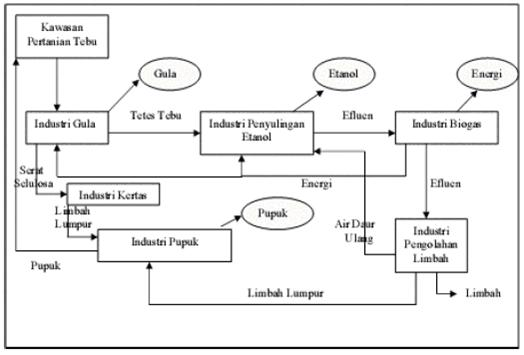 Kawasan
Pertanian Tebu
Gula
Etanol
Energi
Industri Gula
Tetes Tebu
Industri Penyulingan
Etanol
Efluen
Industri Biogas
Serat
Selulosa
Energi
Efluen
Industri Kertas
Limbah
Lumpur
Pupuk
Industri Pupuk
Air Daur
Ulang
Industri
Pengolahan
Limbah
Pupuk
Limbah Lumpur
Limbah